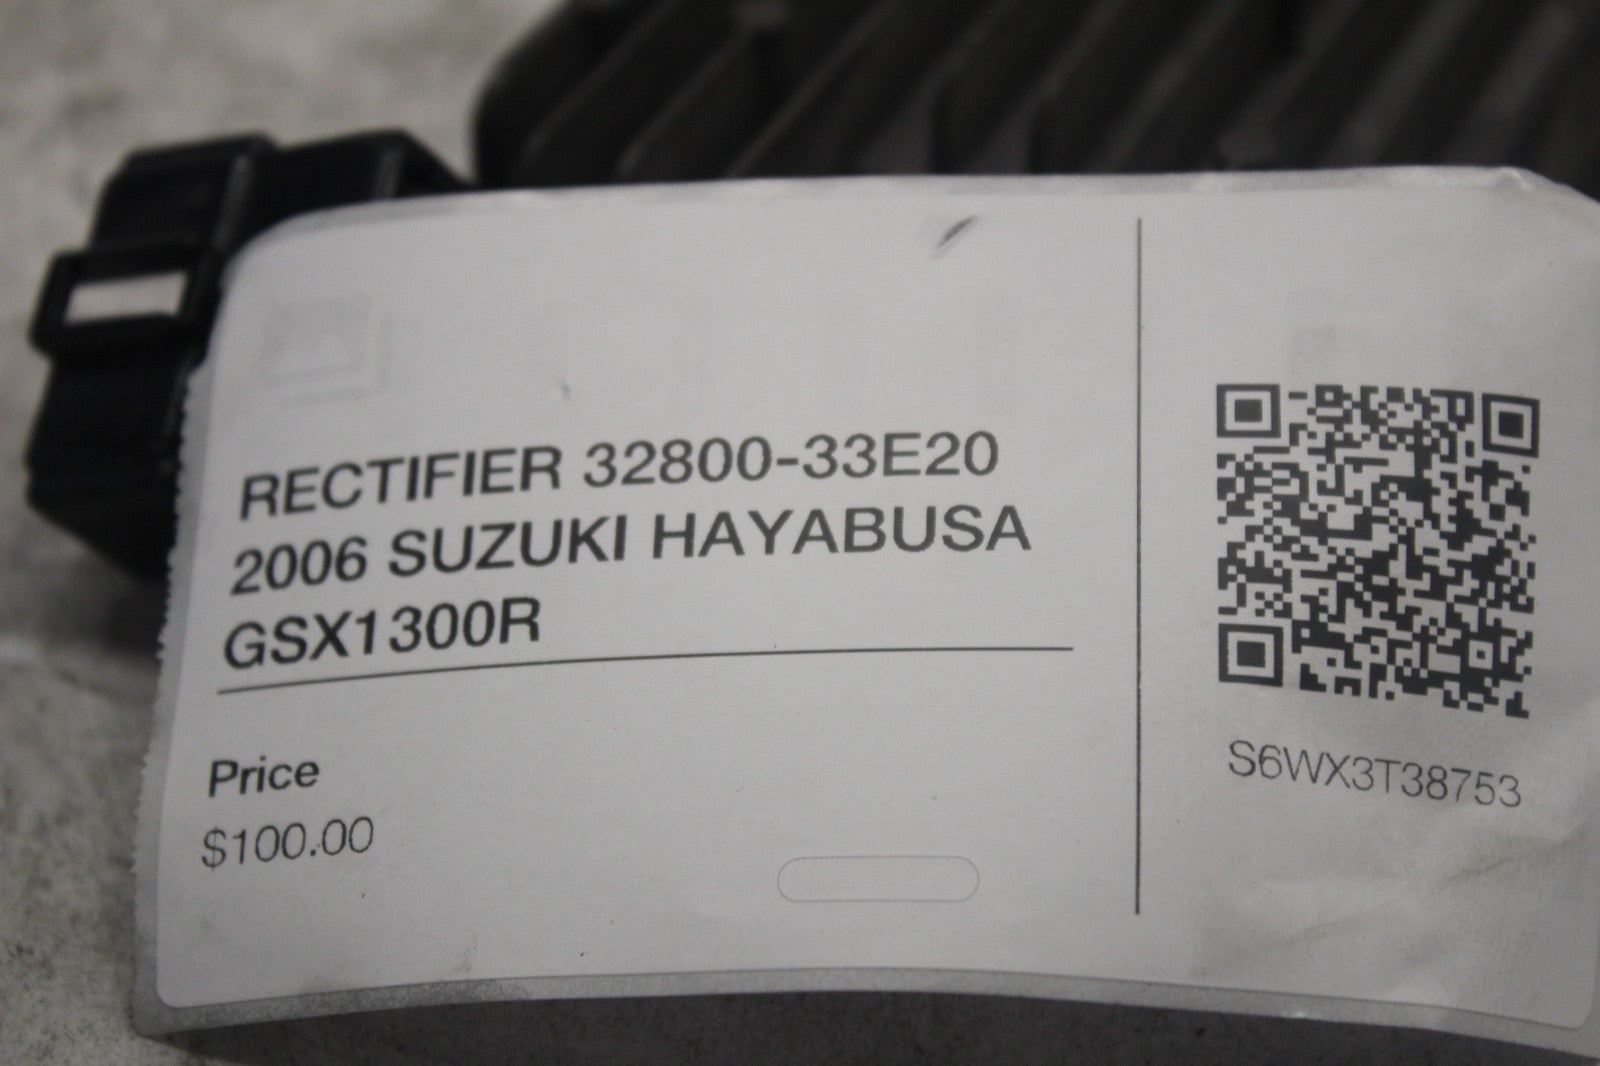 RECTIFIER 32800-33E20
2006 SUZUKI HAYABUSA
GSX1300R
Price
$100.00
S6WX3T38753